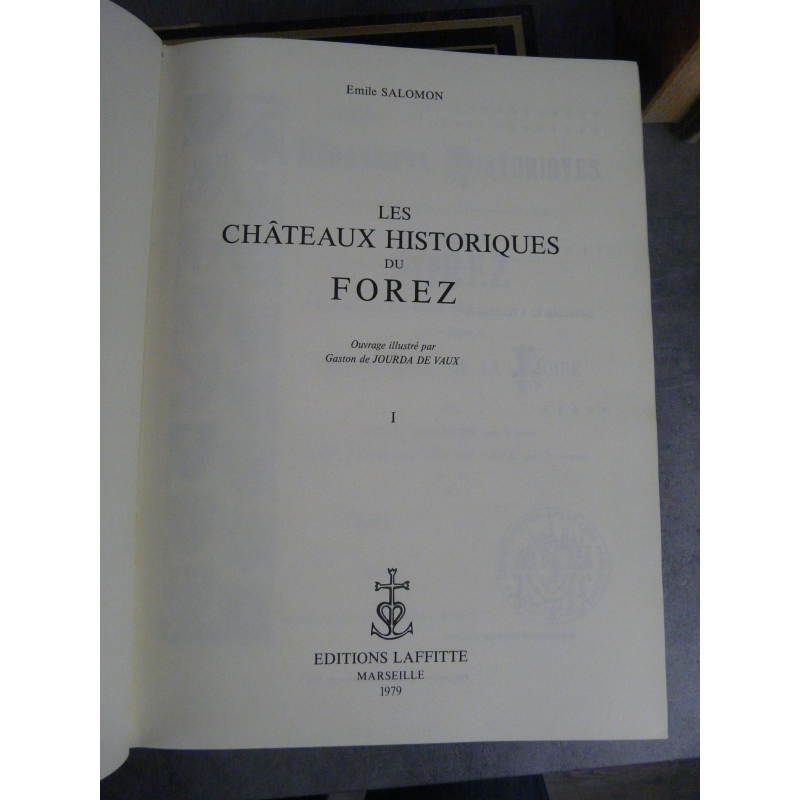 Emile SALOMON
LES
CHÂTEAUX HISTORIQUES
DU
FOREZ
Ouvrage illustré par
Gaston de JOURDA DE VAUX
I
EDITIONS LAFFITTE
MARSEILLE
1979